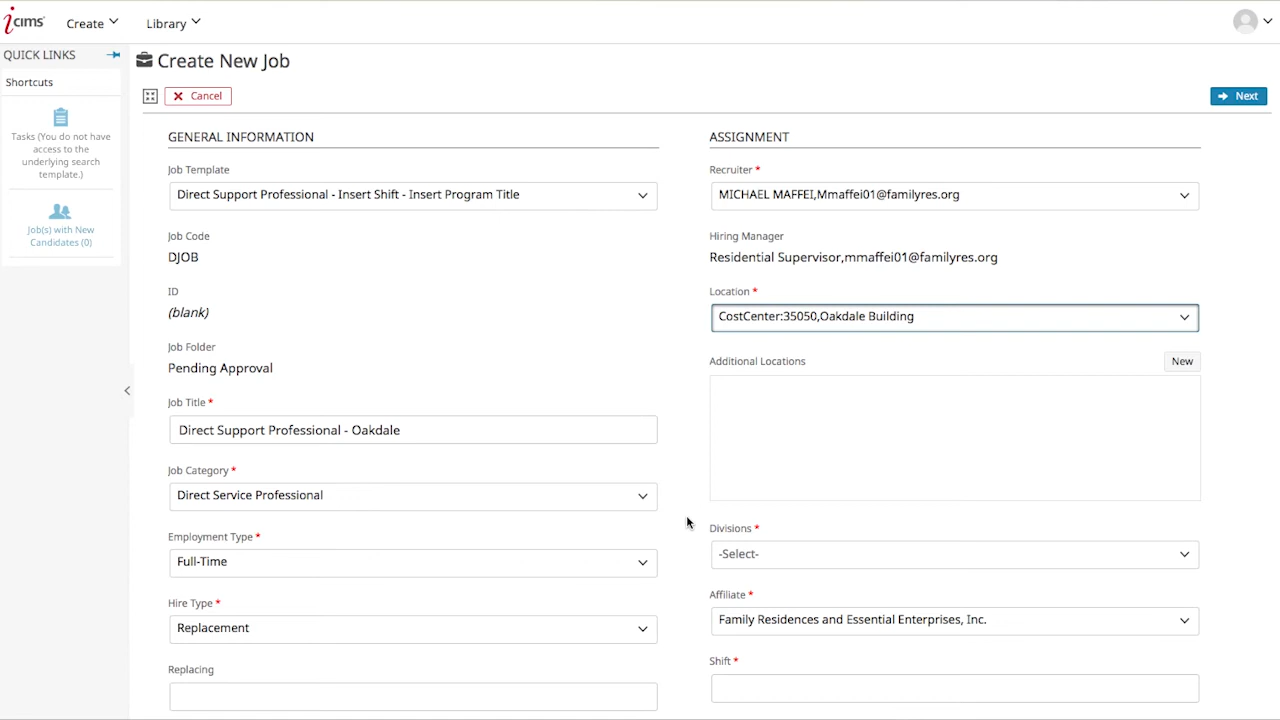 iCIMS
Create
Library
QUICK LINKS
Shortcuts
Tasks (You do not have
access to the
underlying search
template.)
Job(s) with New
Candidates (0)
Create New Job
Cancel
Next
GENERAL INFORMATION
Job Template
Direct Support Professional - Insert Shift - Insert Program Title
Job Code
DJOB
ID
(blank)
Job Folder
Pending Approval
Job Title *
Direct Support Professional - Oakdale
Job Category *
Direct Service Professional
Employment Type *
Full-Time
Hire Type *
Replacement
Replacing
ASSIGNMENT
Recruiter *
MICHAEL MAFFEI,Mmaffei01@familyres.org
Hiring Manager
Residential Supervisor,mmaffei01@familyres.org
Location *
CostCenter:35050,Oakdale Building
Additional Locations
New
Divisions *
-Select-
Affiliate *
Family Residences and Essential Enterprises, Inc.
Shift *